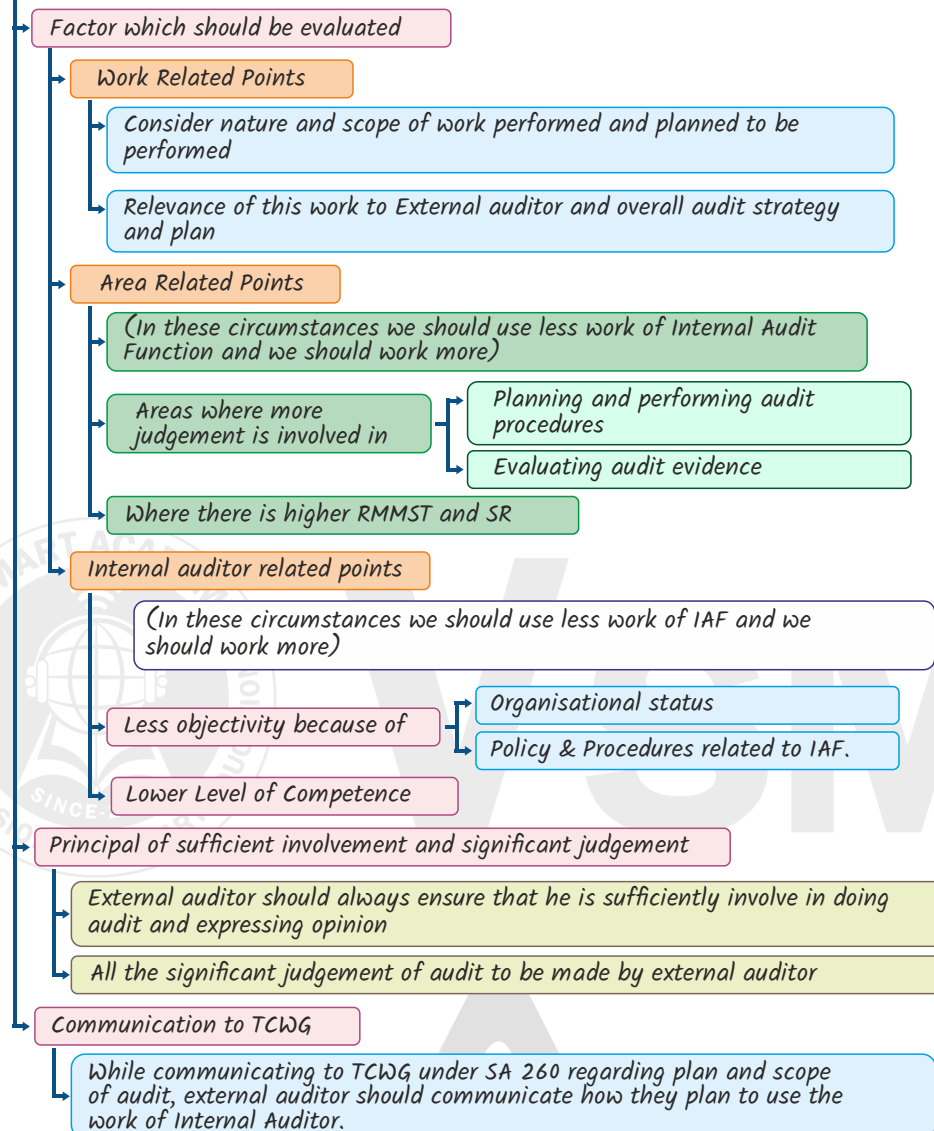 Factor which should be evaluated
Work Related Points
Consider nature and scope of work performed and planned to be
performed
Relevance of this work to External auditor and overall audit strategy
and plan
Area Related Points
(In these circumstances we should use less work of Internal Audit
Function and we should work more)
Areas where more
judgement is involved in
Planning and performing audit
procedures
Evaluating audit evidence
Where there is higher RMMST and SR
Internal auditor related points
(In these circumstances we should use less work of IAF and we
should work more)
Less objectivity because of
Organisational status
Policy & Procedures related to IAF.
Lower Level of Competence
Principal of sufficient involvement and significant judgement
External auditor should always ensure that he is sufficiently involve in doing
audit and expressing opinion
All the significant judgement of audit to be made by external auditor
Communication to TCWG
While communicating to TCWG under SA 260 regarding plan and scope
of audit, external auditor should communicate how they plan to use the
work of Internal Auditor.